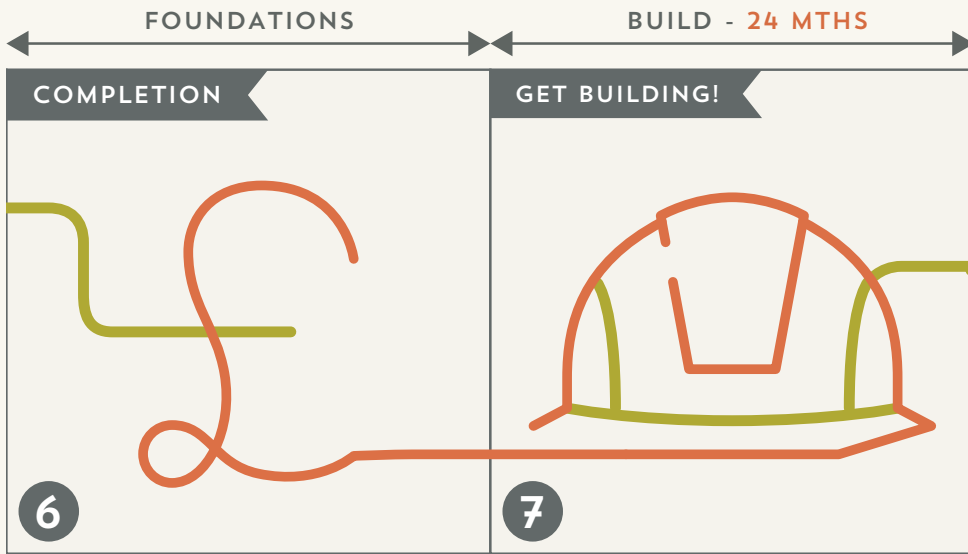 FOUNDATIONS
BUILD - 24 MTHS
COMPLETION
GET BUILDING!
£
6
7